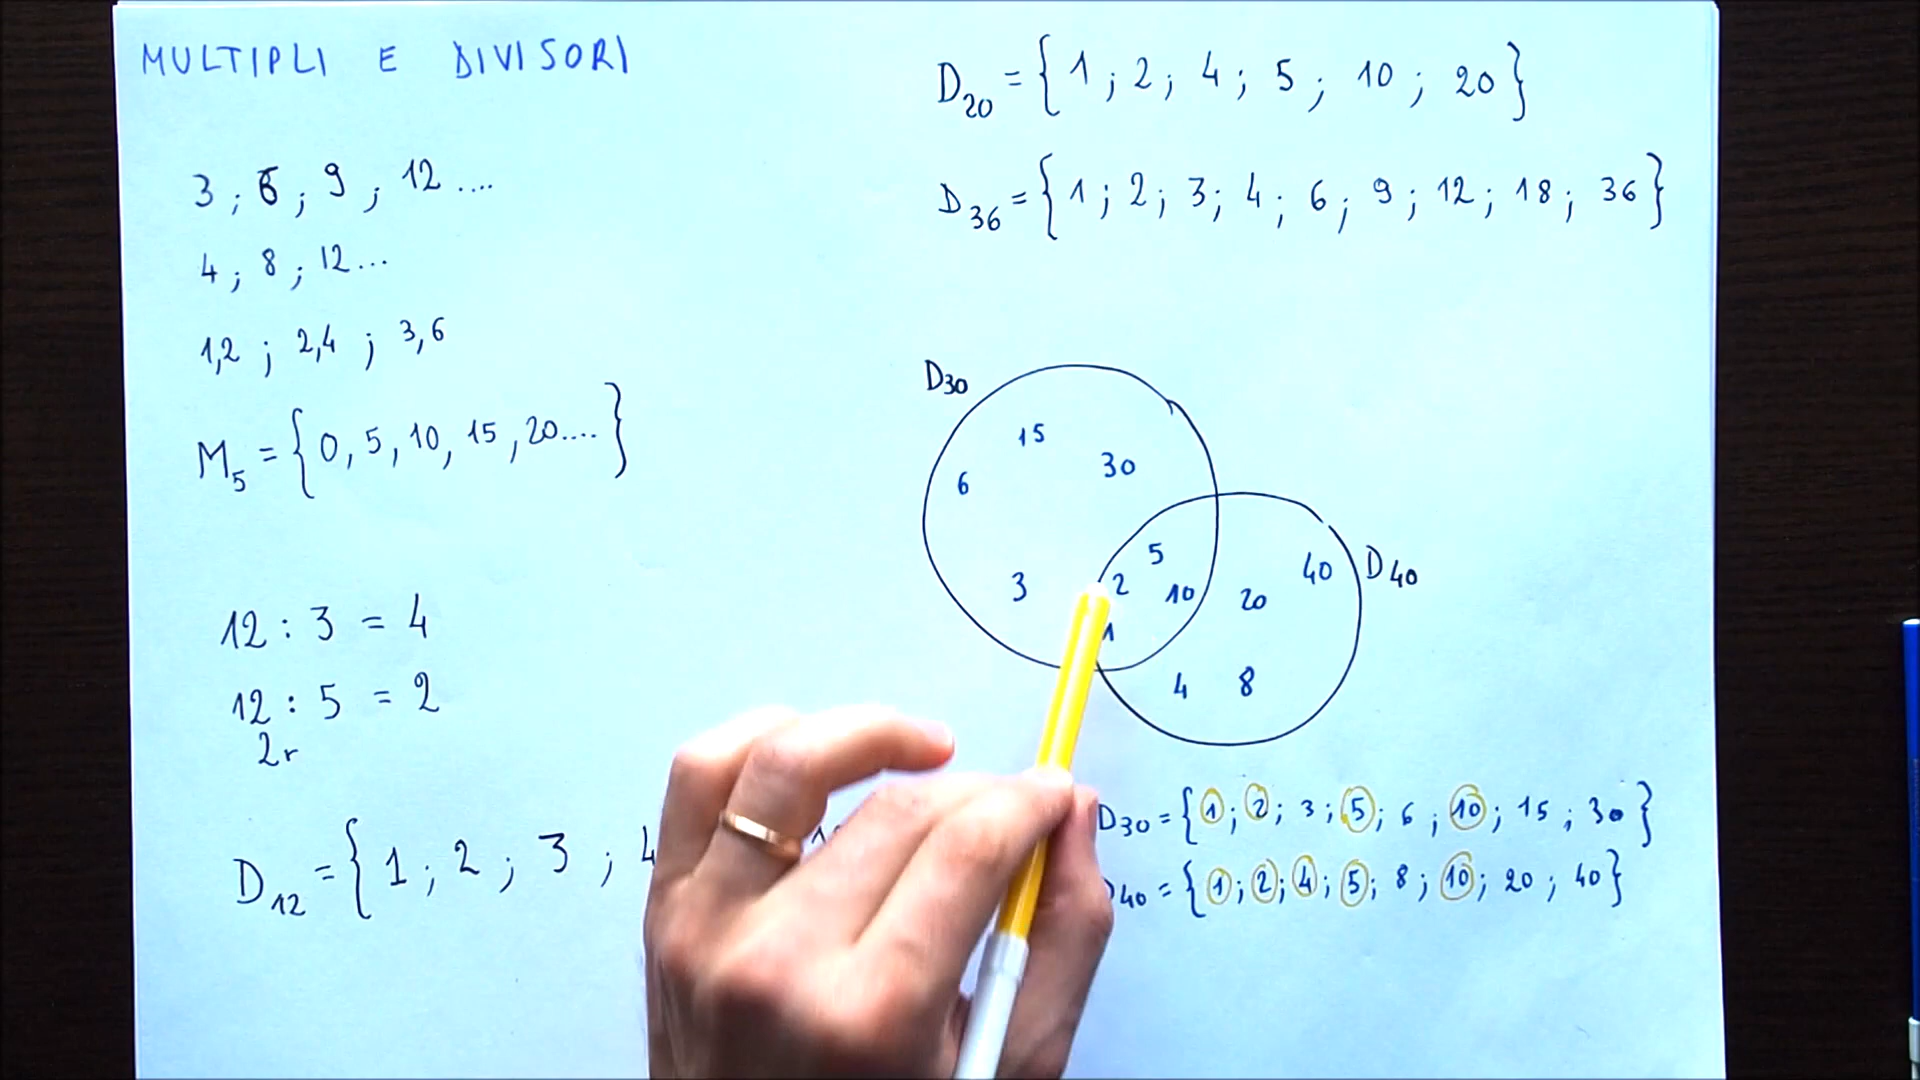 MULTIPLI E DIVISORI
3 ; 6 ; 9 ; 12 ....
4 ; 8 ; 12 ...
1,2 ; 2,4 ; 3,6
M5 = {0, 5, 10, 15, 20....}
12 : 3 = 4
12 : 5 = 2
2r
D12 = {1 ; 2 ; 3 ; 4
D20 = {1 ; 2 ; 4 ; 5 ; 10 ; 20}
D36 = {1 ; 2 ; 3 ; 4 ; 6 ; 9 ; 12 ; 18 ; 36}
D30
15
30
6
5
40 D40
3
2
10
20
1
4 8
D30 = {1 ; 2 ; 3 ; 5 ; 6 ; 10 ; 15 ; 30}
40 = {1 ; 2 ; 4 ; 5 ; 8 ; 10 ; 20 ; 40}